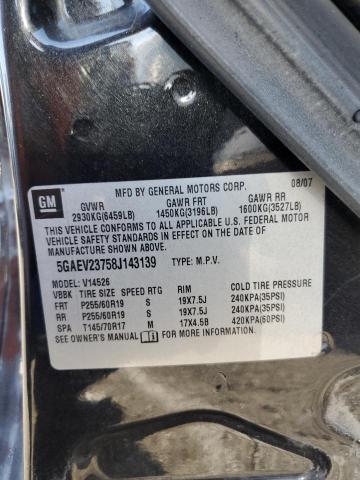 GM
MFD BY GENERAL MOTORS CORP. 08/07
GVWR GAWR FRT GAWR RR
2930KG(6459LB) 1450KG(3196LB) 1600KG(3527LB)
THIS VEHICLE CONFORMS TO ALL APPLICABLE U.S. FEDERAL MOTOR
VEHICLE SAFETY STANDARDS IN EFFECT ON THE DATE OF
MANUFACTURE SHOWN ABOVE.
5GAEV23758J143139 TYPE: M.P.V.
MODEL: V14526
VBBK TIRE SIZE SPEED RTG RIM COLD TIRE PRESSURE
FRT P255/60R19 S 19X7.5J 240KPA(35PSI)
RR P255/60R19 S 19X7.5J 240KPA(35PSI)
SPA T145/70R17 M 17X4.5B 420KPA(60PSI)
SEE OWNER'S MANUAL FOR MORE INFORMATION